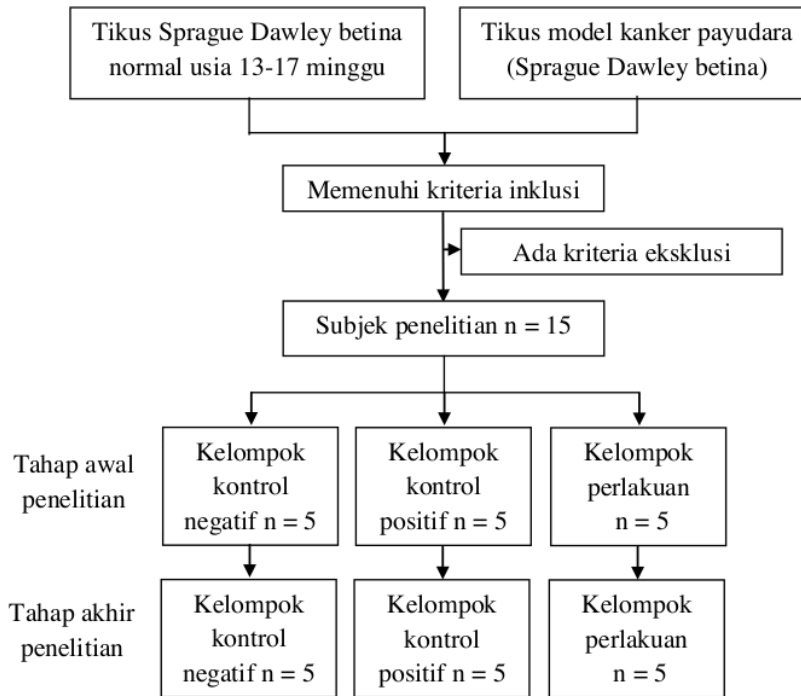 Tikus Sprague Dawley betina
normal usia 13-17 minggu
Tikus model kanker payudara
(Sprague Dawley betina)
Memenuhi kriteria inklusi
Ada kriteria eksklusi
Subjek penelitian n = 15
Tahap awal
penelitian
Kelompok
kontrol
negatif n = 5
Kelompok
kontrol
positif n = 5
Kelompok
perlakuan
n = 5
Tahap akhir
penelitian
Kelompok
kontrol
negatif n = 5
Kelompok
kontrol
positif n = 5
Kelompok
perlakuan
n = 5